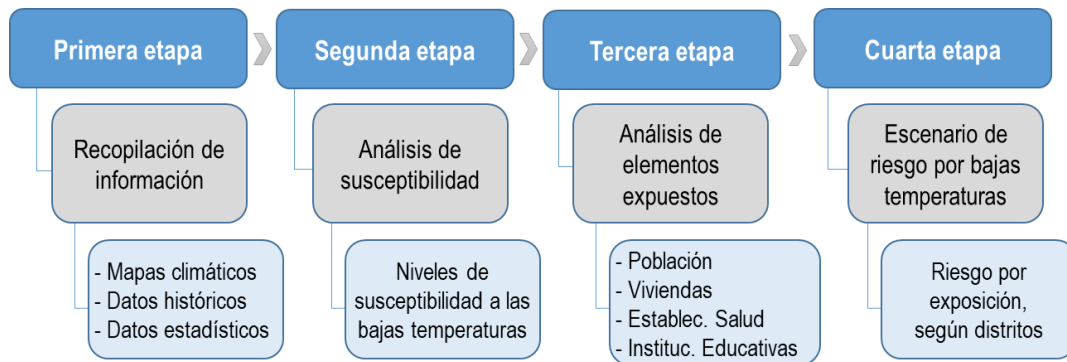 Primera etapa
Segunda etapa
Tercera etapa
Cuarta etapa
Recopilación de
información
Análisis de
susceptibilidad
Análisis de
elementos
expuestos
Escenario de
riesgo por bajas
temperaturas
- Mapas climáticos
- Datos históricos
- Datos estadísticos
Niveles de
susceptibilidad a las
bajas temperaturas
- Población
- Viviendas
- Establec. Salud
- Instituc. Educativas
Riesgo por
exposición,
según distritos